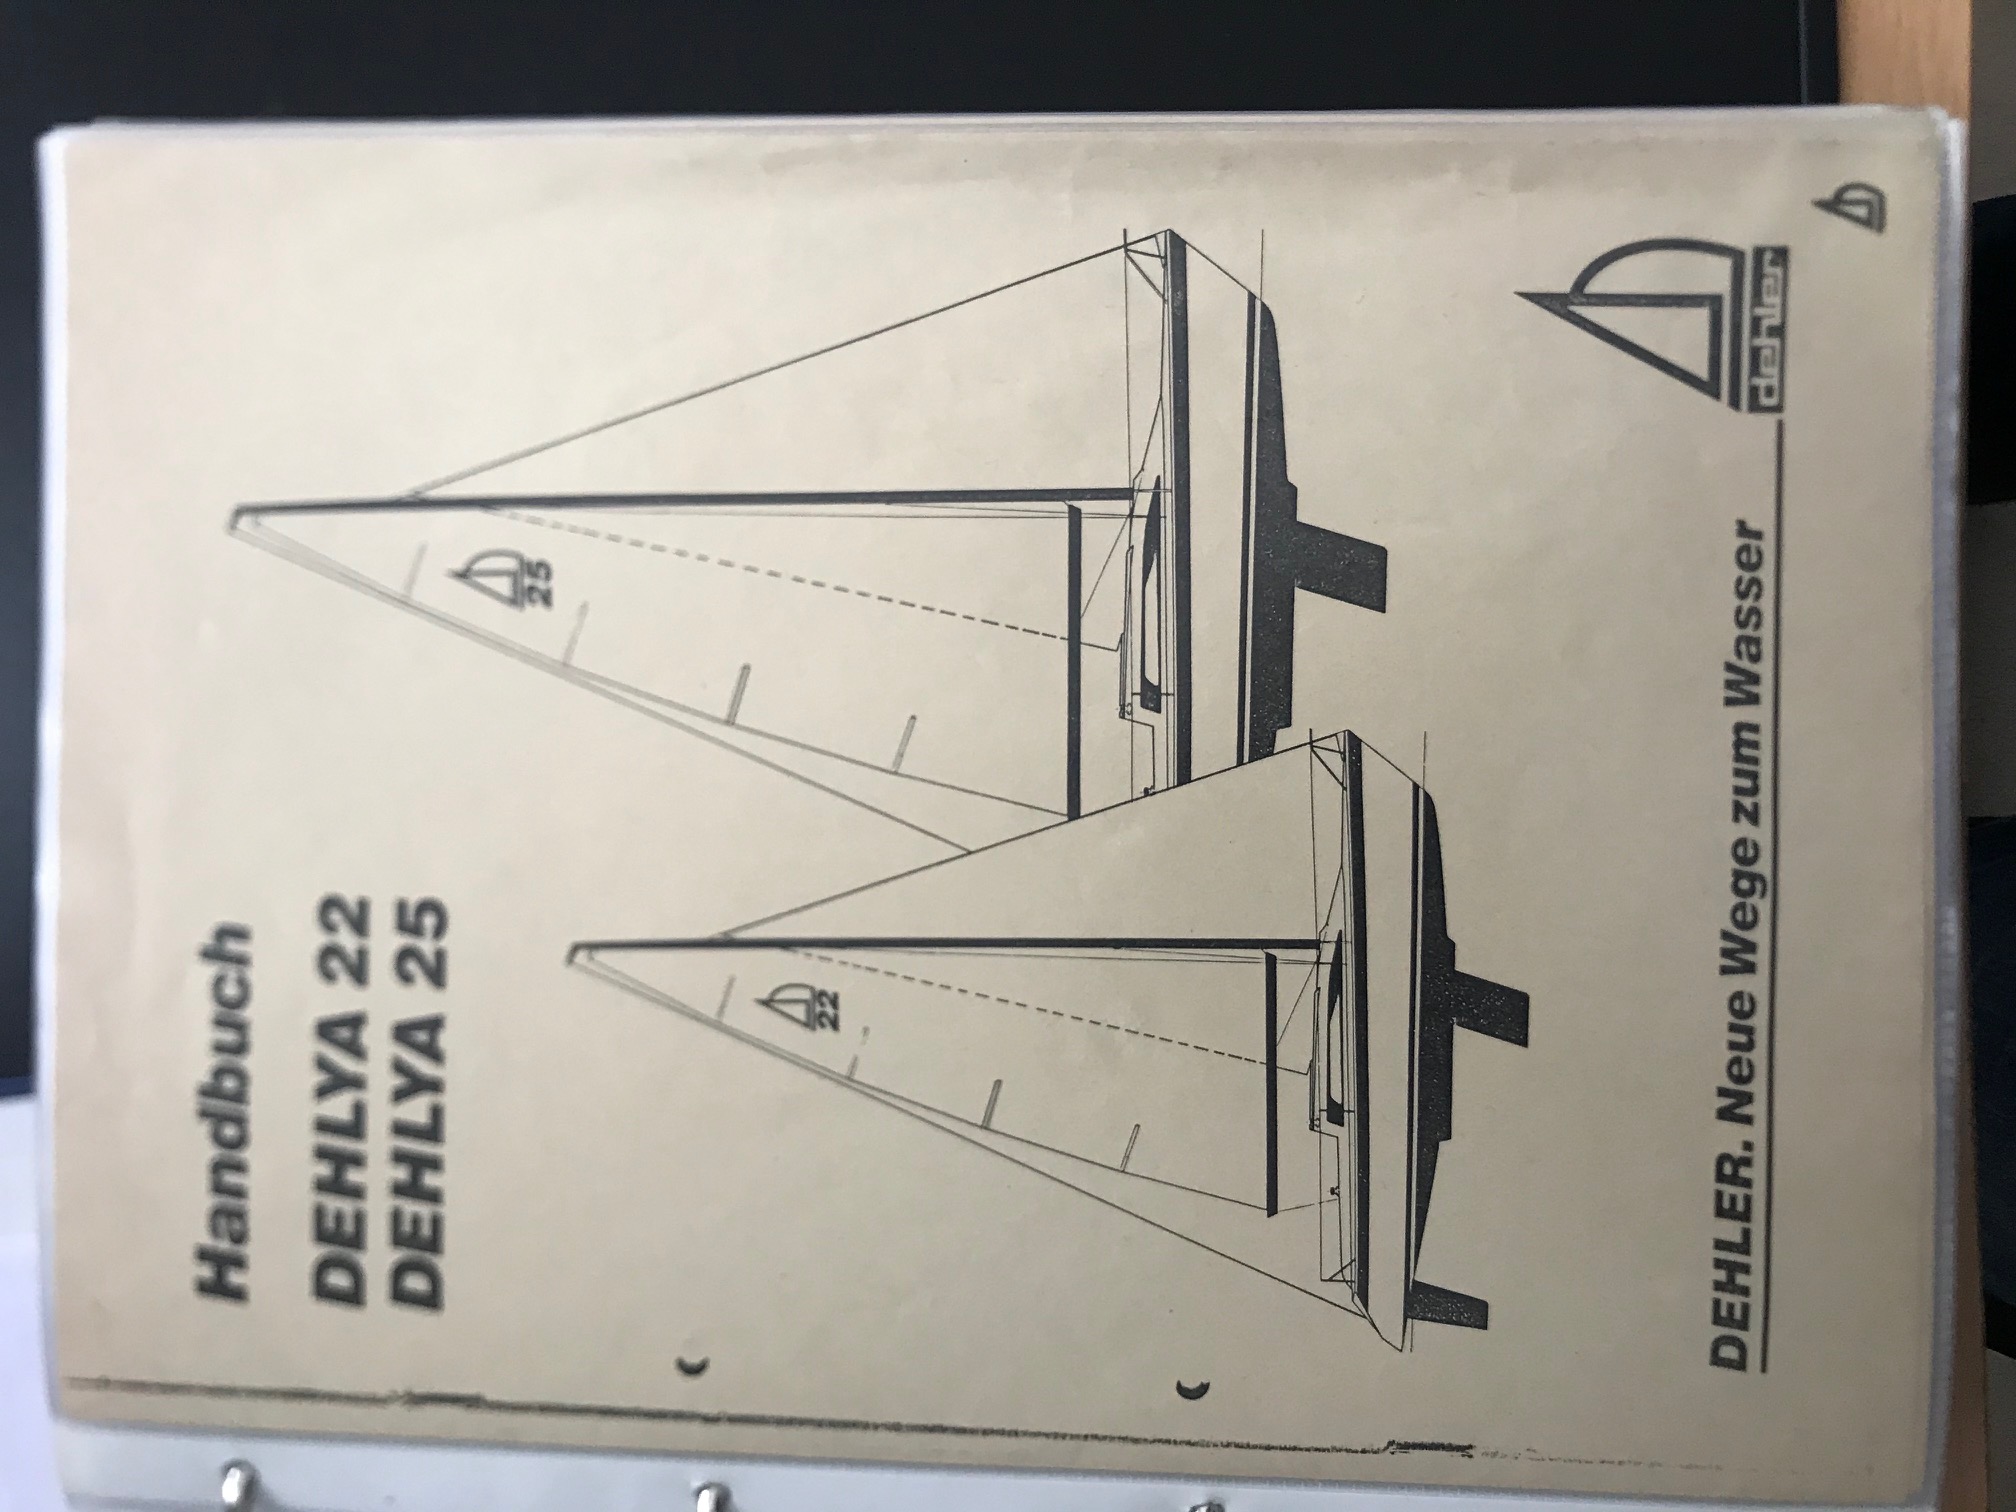 Handbuch
DEHLYA 22
DEHLYA 25
25
22
DEHLER. Neue Wege zum Wasser
dehler